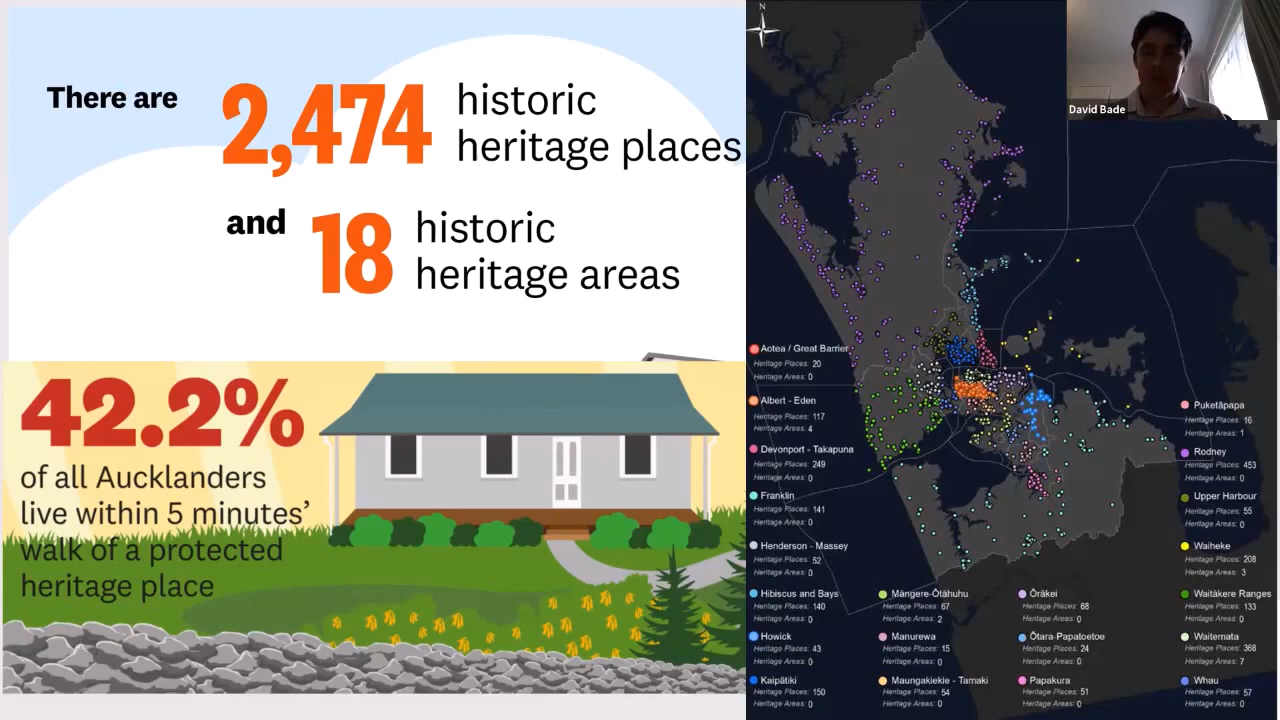 There are
2,474
historic
heritage places
and
18
historic
heritage areas
42.2%
of all Aucklanders
live within 5 minutes’
walk of a protected
heritage place
N
David Bade
Aotea / Great Barrier
Heritage Places: 20
Heritage Areas: 0
Albert - Eden
Heritage Places: 117
Heritage Areas: 4
Devonport - Takapuna
Heritage Places: 249
Heritage Areas: 0
Franklin
Heritage Places: 141
Heritage Areas: 0
Henderson - Massey
Heritage Places: 52
Heritage Areas: 0
Hibiscus and Bays
Heritage Places: 140
Heritage Areas: 0
Howick
Heritage Places: 43
Heritage Areas: 0
Kaipātiki
Heritage Places: 150
Heritage Areas: 0
Māngere-Ōtāhuhu
Heritage Places: 67
Heritage Areas: 2
Manurewa
Heritage Places: 15
Heritage Areas: 0
Maungakiekie - Tamaki
Heritage Places: 54
Heritage Areas: 0
Ōrākei
Heritage Places: 68
Heritage Areas: 0
Ōtara-Papatoetoe
Heritage Places: 24
Heritage Areas: 0
Papakura
Heritage Places: 51
Heritage Areas: 0
Puketāpapa
Heritage Places: 16
Heritage Areas: 1
Rodney
Heritage Places: 453
Heritage Areas: 0
Upper Harbour
Heritage Places: 55
Heritage Areas: 0
Waiheke
Heritage Places: 208
Heritage Areas: 3
Waitākere Ranges
Heritage Places: 133
Heritage Areas: 0
Waitemata
Heritage Places: 368
Heritage Areas: 7
Whau
Heritage Places: 57
Heritage Areas: 0